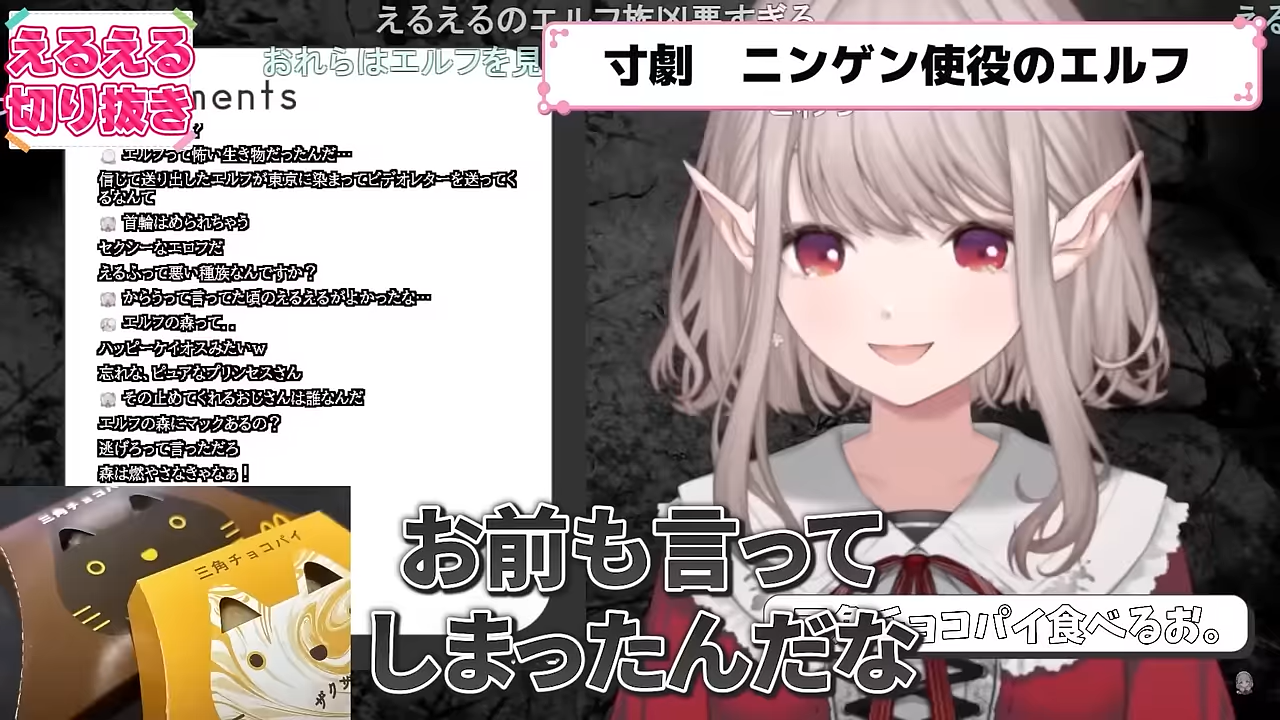 えるえるのエルフ族凶悪すぎる
えるえる
切り抜き
おれらはエルフを見
寸劇　ニンゲン使役のエルフ
ments
エルフって怖い生き物だったんだ…
信じて送り出したエルフが東京に染まってビデオレターを送ってく
るなんて
首輪はめられちゃう
セクシーなエロフだ
えるふって悪い種族なんですか？
からうって言ってた頃のえるえるがよかったな…
エルフの森って..
ハッピーケイオスみたいｗ
忘れな、ピュアなプリンセスさん
その止めてくれるおじさんは誰なんだ
エルフの森にマックあるの？
逃げろって言っただろ
森は燃やさなきゃなぁ！
三角チョコパ
三角チョコパイ
ザクザ
お前も言って
しまったんだな
チョコパイ食べるお。